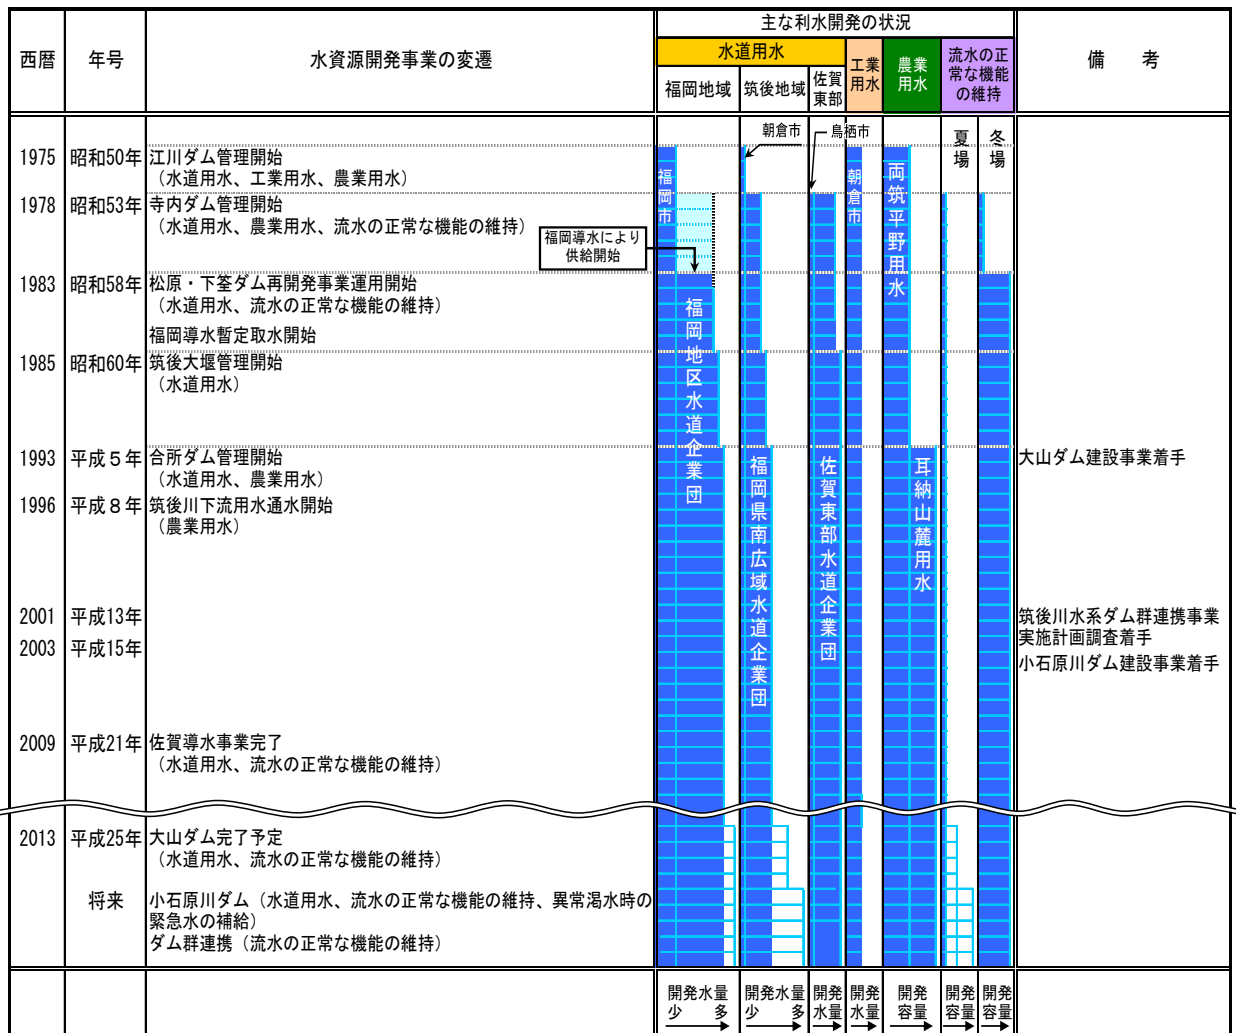 西暦
年号
水資源開発事業の変遷
主な利水開発の状況
備　考
水道用水
工業
用水
農業
用水
流水の正
常な機能
の維持
福岡地域
筑後地域
佐賀
東部
朝倉市
鳥栖市
夏場
冬場
1975 昭和50年 江川ダム管理開始
（水道用水、工業用水、農業用水）
福岡市
朝倉市
両筑平野用水
1978 昭和53年 寺内ダム管理開始
（水道用水、農業用水、流水の正常な機能の維持）
福岡導水により
供給開始
1983 昭和58年 松原・下筌ダム再開発事業運用開始
（水道用水、流水の正常な機能の維持）
福岡導水暫定取水開始
福岡地区水道企業団
1985 昭和60年 筑後大堰管理開始
（水道用水）
1993 平成５年 合所ダム管理開始
（水道用水、農業用水）
大山ダム建設事業着手
福岡県南広域水道企業団
佐賀東部水道企業団
耳納山麓用水
1996 平成８年 筑後川下流用水通水開始
（農業用水）
2001 平成13年
筑後川水系ダム群連携事業
実施計画調査着手
2003 平成15年
小石原川ダム建設事業着手
2009 平成21年 佐賀導水事業完了
（水道用水、流水の正常な機能の維持）
2013 平成25年 大山ダム完了予定
（水道用水、流水の正常な機能の維持）
将来 小石原川ダム（水道用水、流水の正常な機能の維持、異常渇水時の
緊急水の補給）
ダム群連携（流水の正常な機能の維持）
開発水量
少　多
開発水量
少　多
開発
水量
開発
水量
開発
容量
開発
容量
開発
容量